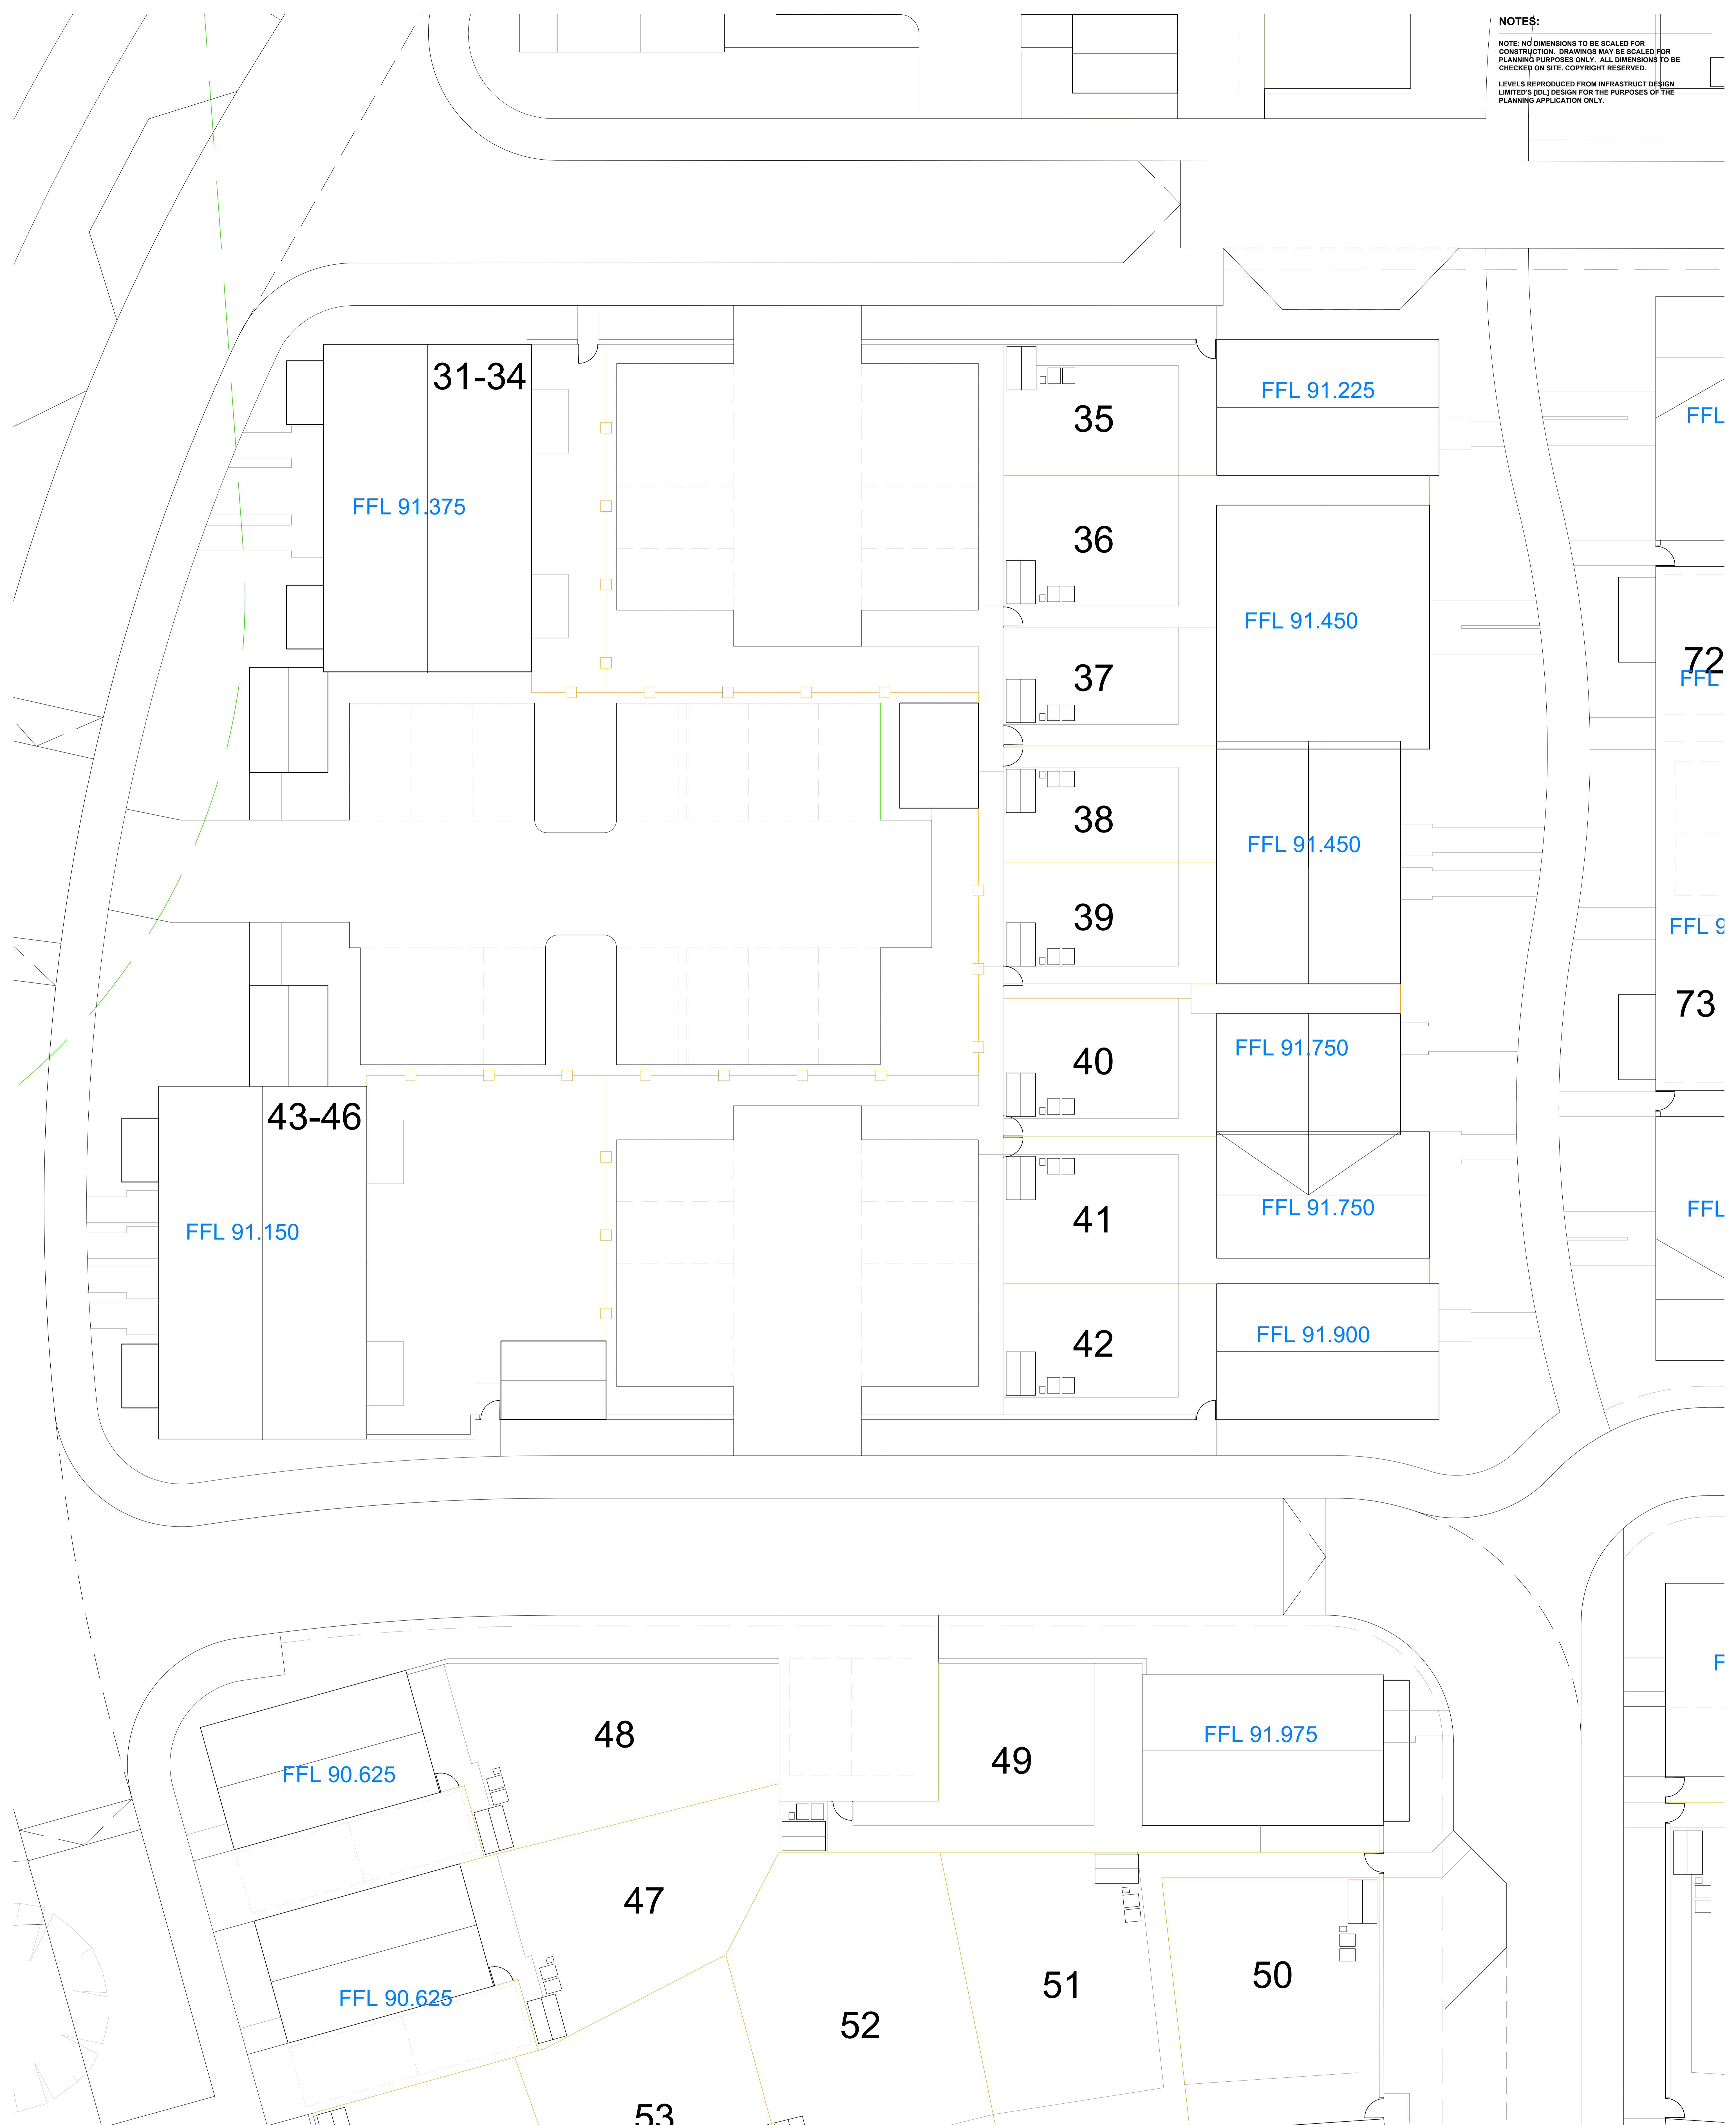 NOTES:
NOTE: NO DIMENSIONS TO BE SCALED FOR
CONSTRUCTION. DRAWINGS MAY BE SCALED FOR
PLANNING PURPOSES ONLY. ALL DIMENSIONS TO BE
CHECKED ON SITE. COPYRIGHT RESERVED.
LEVELS REPRODUCED FROM INFRASTRUCT DESIGN
LIMITED'S [IDL] DESIGN FOR THE PURPOSES OF THE
PLANNING APPLICATION ONLY.
31-34
FFL 91.375
35
FFL 91.225
FFL
36
FFL 91.450
37
72
FFL
38
FFL 91.450
39
FFL 9
73
40
FFL 91.750
43-46
FFL 91.150
41
FFL 91.750
FFL
42
FFL 91.900
48
49
FFL 91.975
F
FFL 90.625
47
51
50
FFL 90.625
52
53